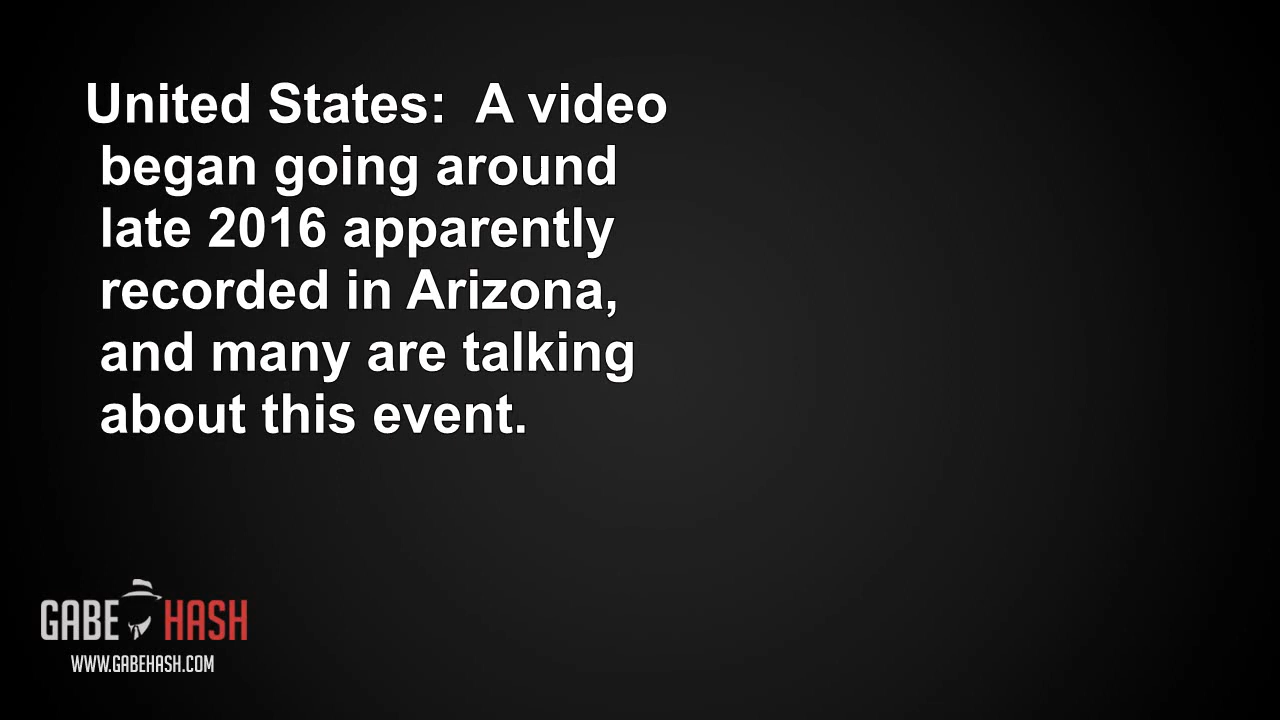 United States:  A video
began going around
late 2016 apparently
recorded in Arizona,
and many are talking
about this event.
GABE HASH
WWW.GABEHASH.COM